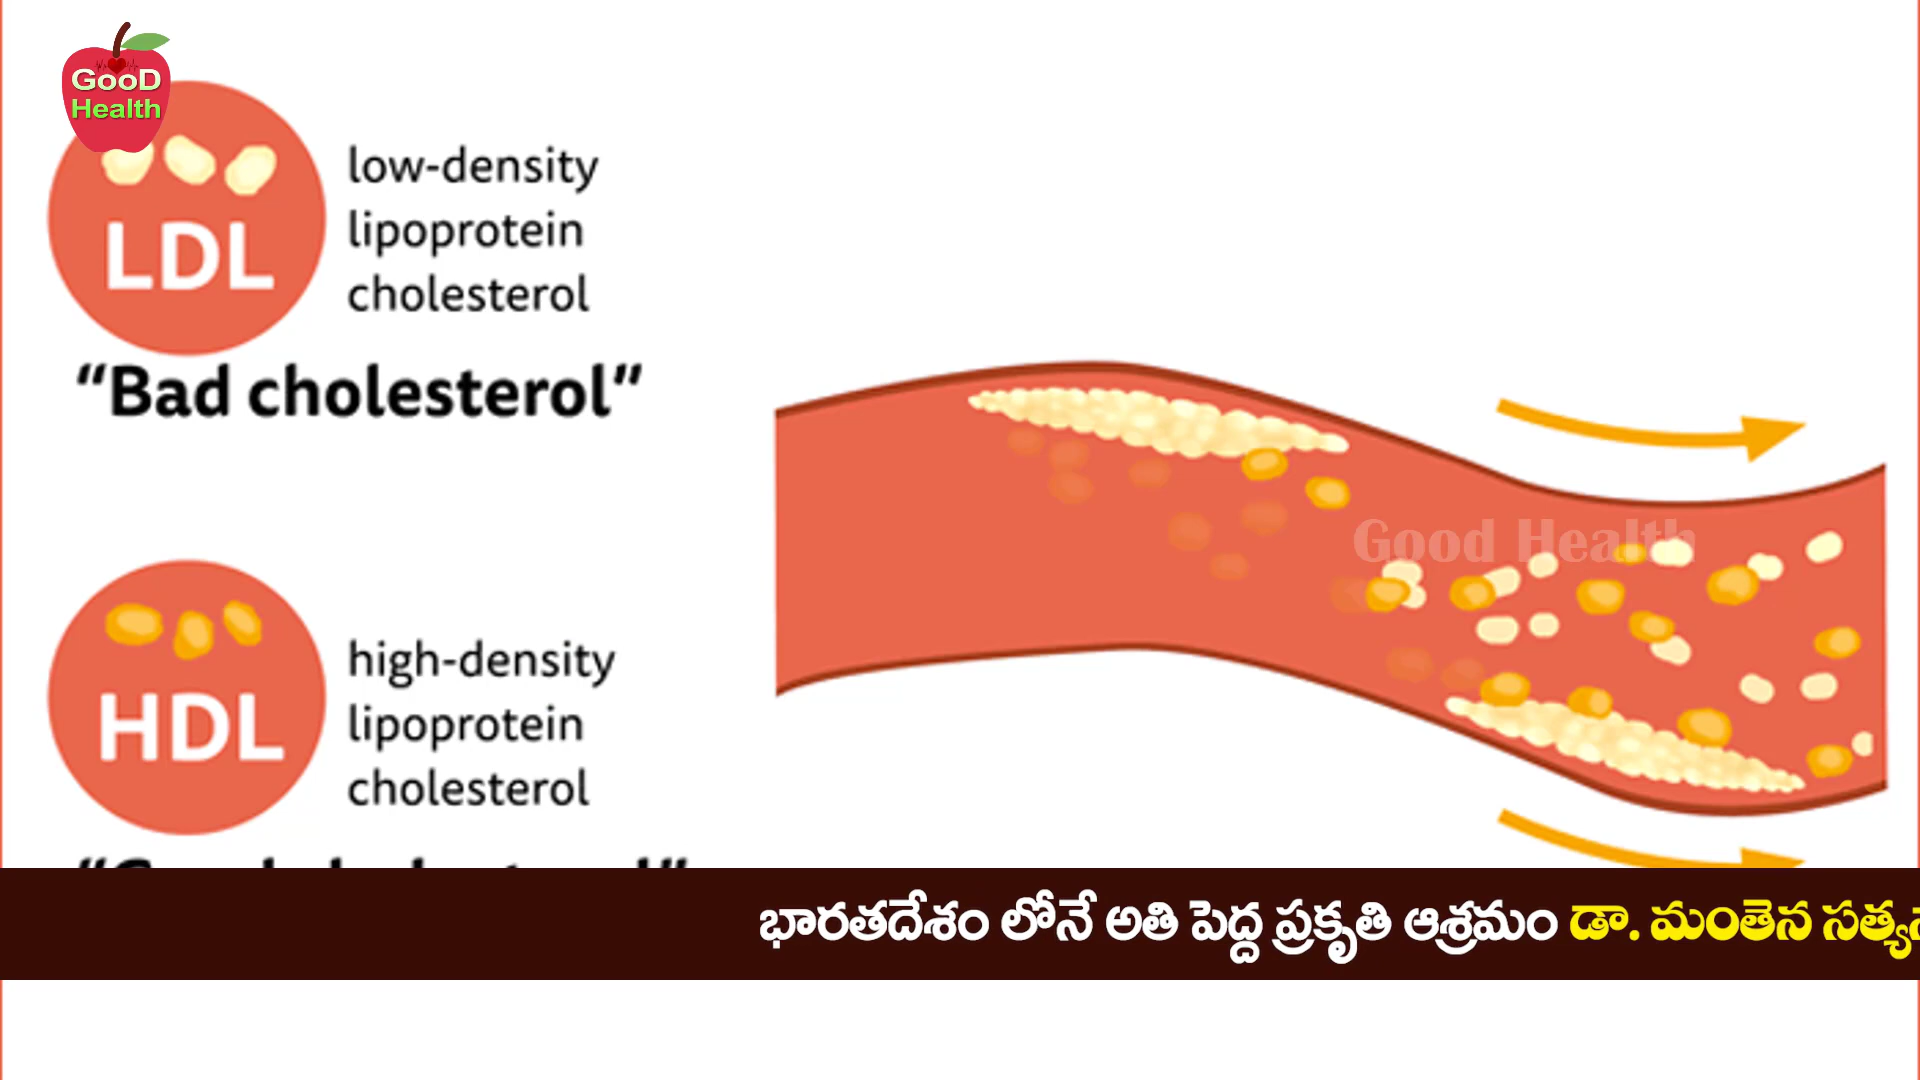 GooD
Health
LDL
low-density
lipoprotein
cholesterol
“Bad cholesterol”
Good Health
HDL
high-density
lipoprotein
cholesterol
భారతదేశం లోనే అతి పెద్ద ప్రకృతి ఆశ్రమం డా. మంతెన